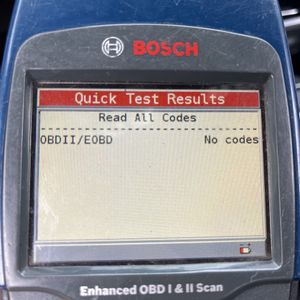 BOSCH
Quick Test Results
Read All Codes
OBDII/EOBD No codes
Enhanced OBD I & II Scan